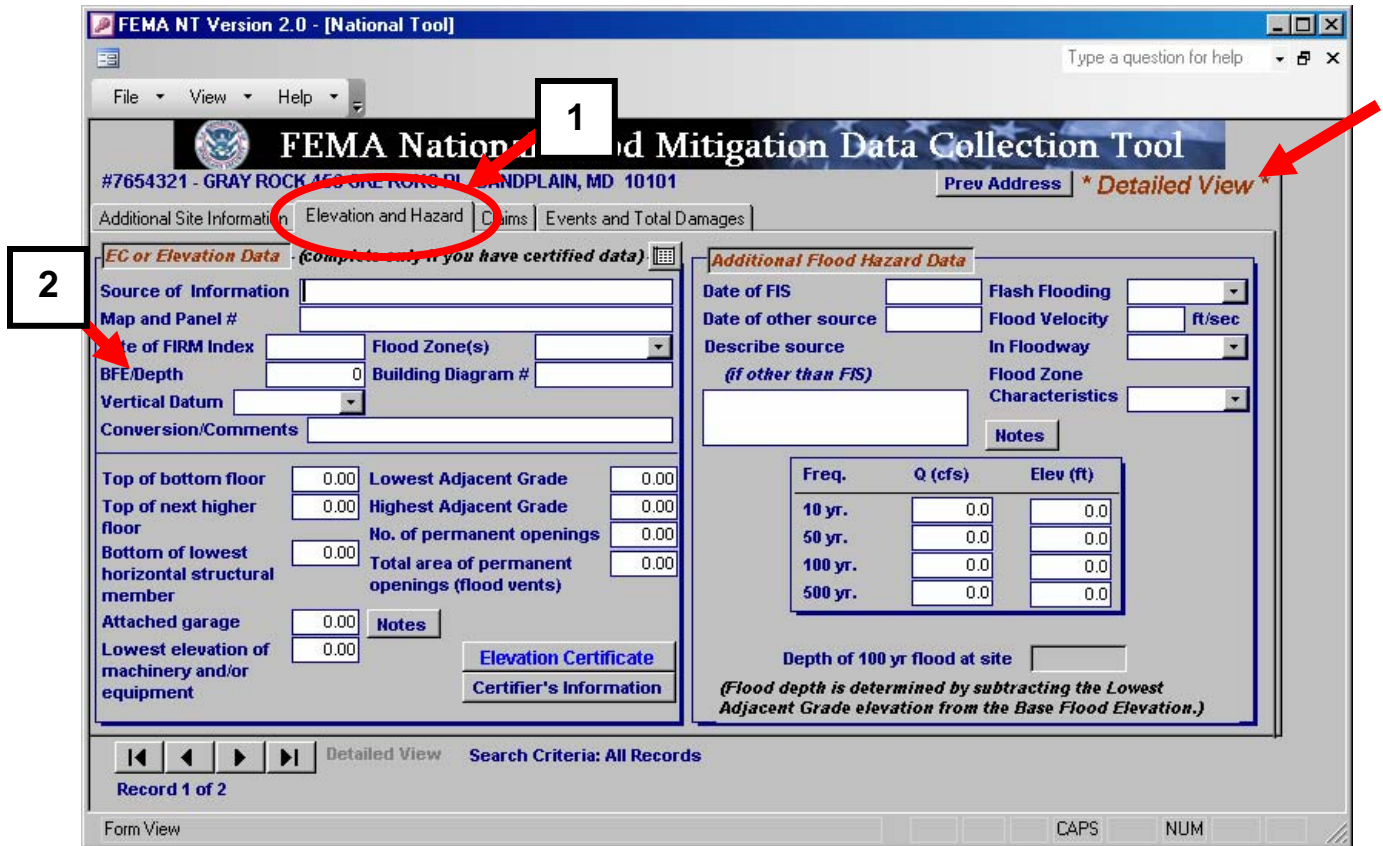 FEMA NT Version 2.0 - [National Tool]
Type a question for help
File View Help
1
FEMA National d Mitigation Data Collection Tool
#7654321 - GRAY ROCK PL SANDPLAIN, MD 10101
Prev Address * Detailed View *
Additional Site Information Elevation and Hazard Claims Events and Total Damages
2
EC or Elevation Data - (complete only if you have certified data)
Source of Information
Map and Panel #
Date of FIRM Index Flood Zone(s)
BFE/Depth 0 Building Diagram #
Vertical Datum
Conversion/Comments
Top of bottom floor 0.00 Lowest Adjacent Grade 0.00
Top of next higher floor 0.00 Highest Adjacent Grade 0.00
No. of permanent openings 0.00
Bottom of lowest horizontal structural member 0.00
Total area of permanent openings (flood vents) 0.00
Attached garage 0.00 Notes
Lowest elevation of machinery and/or equipment 0.00
Elevation Certificate
Certifier's Information
Additional Flood Hazard Data
Date of FIS Flash Flooding
Date of other source Flood Velocity ft/sec
Describe source In Floodway
(if other than FIS) Flood Zone
Characteristics
Notes
Freq. Q (cfs) Elev (ft)
10 yr. 0.0 0.0
50 yr. 0.0 0.0
100 yr. 0.0 0.0
500 yr. 0.0 0.0
Depth of 100 yr flood at site
(Flood depth is determined by subtracting the Lowest
Adjacent Grade elevation from the Base Flood Elevation.)
Detailed View Search Criteria: All Records
Record 1 of 2
Form View CAPS NUM